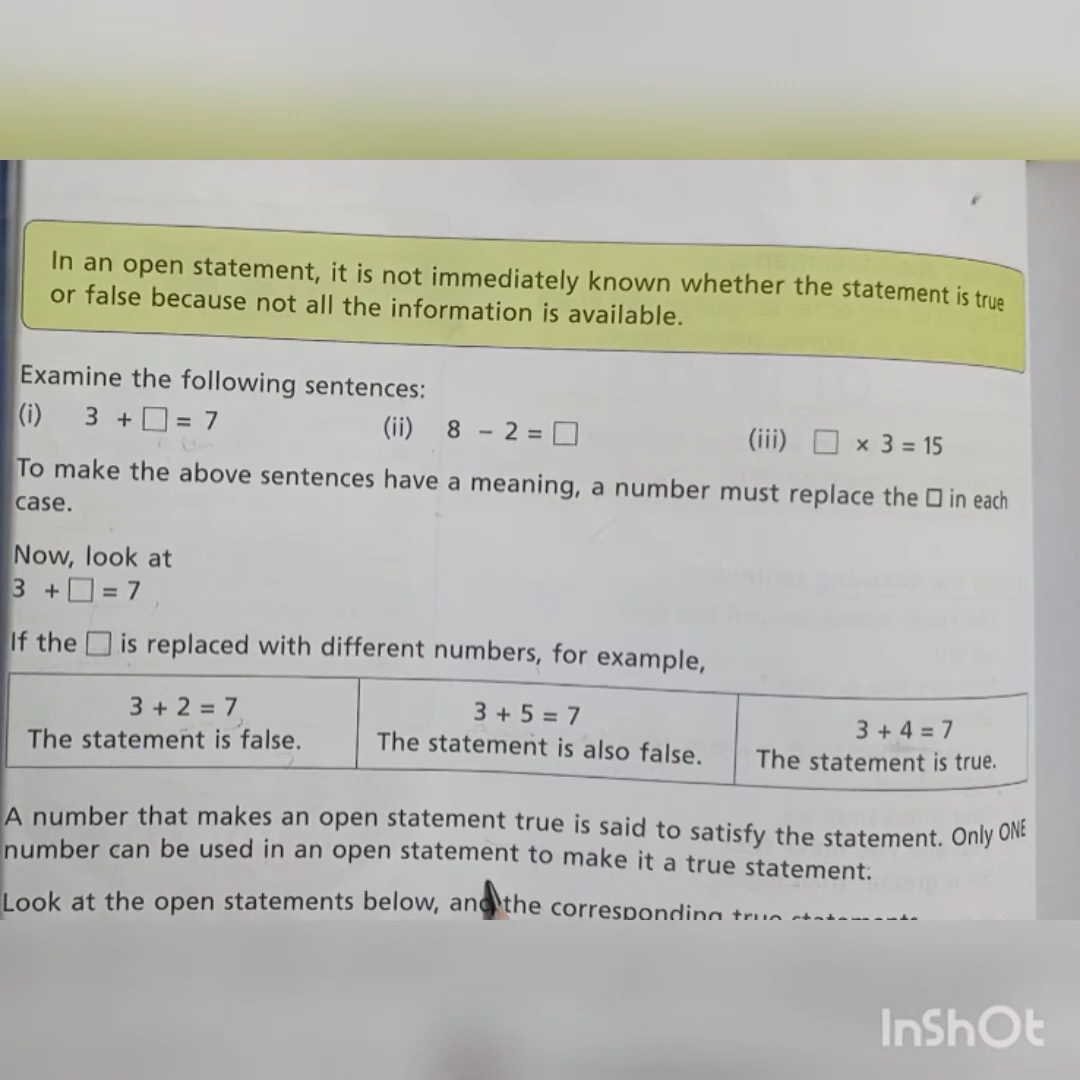 In an open statement, it is not immediately known whether the statement is true
or false because not all the information is available.
Examine the following sentences:
(i) 3 + □ = 7 (ii) 8 - 2 = □ (iii) □ × 3 = 15
To make the above sentences have a meaning, a number must replace the □ in each
case.
Now, look at
3 + □ = 7
If the □ is replaced with different numbers, for example,
3 + 2 = 7 3 + 5 = 7 3 + 4 = 7
The statement is false. The statement is also false. The statement is true.
A number that makes an open statement true is said to satisfy the statement. Only ONE
number can be used in an open statement to make it a true statement.
Look at the open statements below, and the corresponding true
InShOt